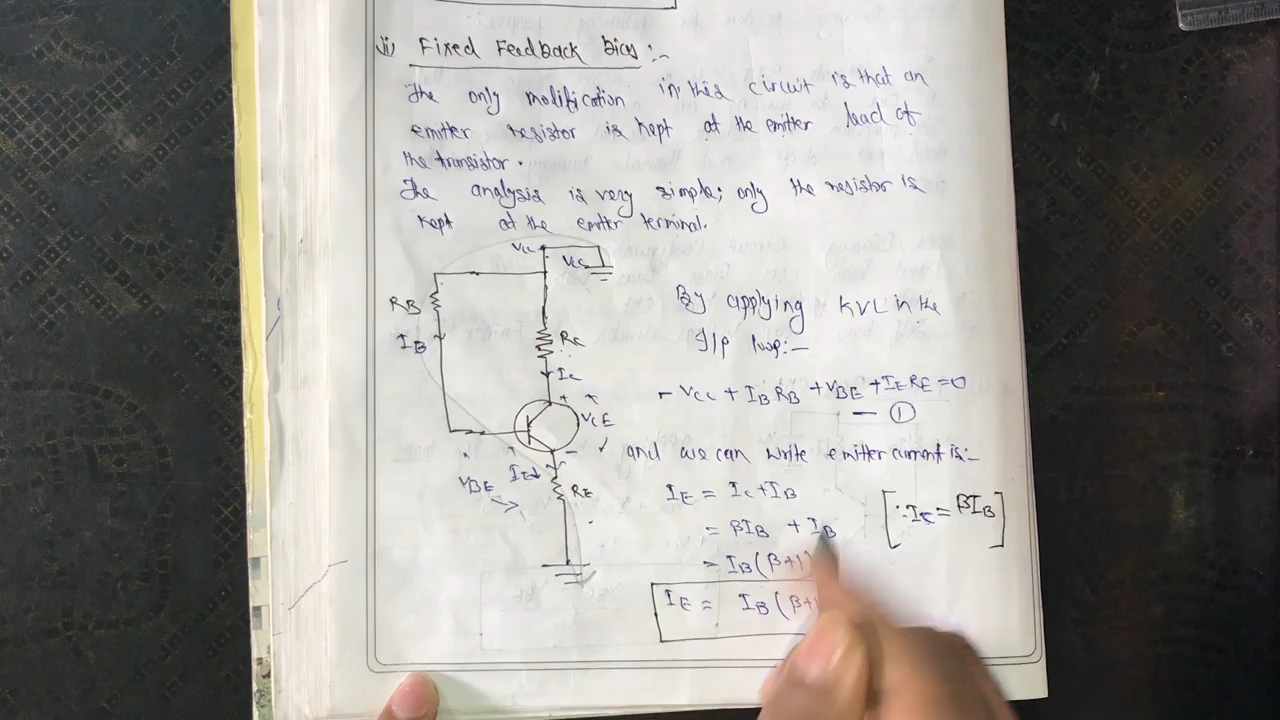 ii) Fixed Feedback Bias :-
The only modification in this circuit is that an
emitter resistor is kept at the emitter lead of
the transistor.
The analysis is very simple; only the resistor is
kept at the emitter terminal.
VCC
VCC
RB
IB
RC
IC
+
VCE
-
VBE
IE
RE
By applying KVL in the
I/p loop:-
- VCC + IB RB + VBE + IE RE = 0
- ①
and we can write emitter current is:-
IE = IC + IB
= βIB + IB
[∵ IC = βIB]
= IB(β+1)
IE = IB(β+1